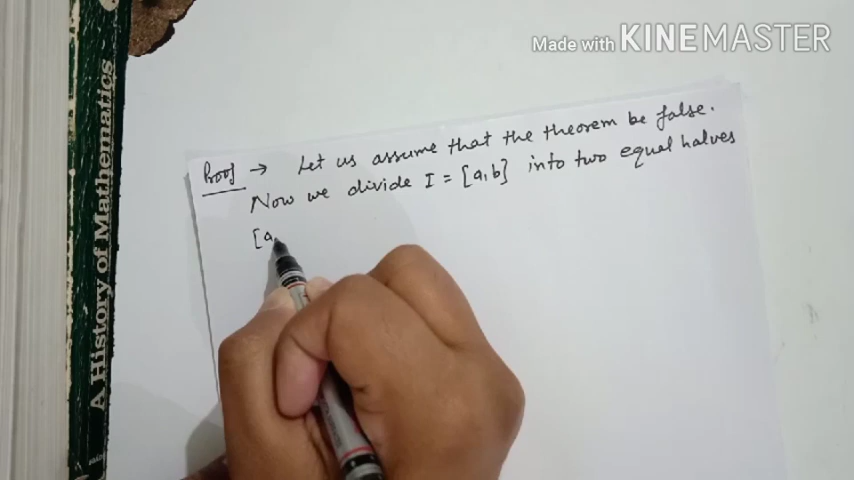 Made with KINEMASTER
A History of Mathematics
Proof → Let us assume that the theorem be false.
Now we divide I = [a, b] into two equal halves
[a,